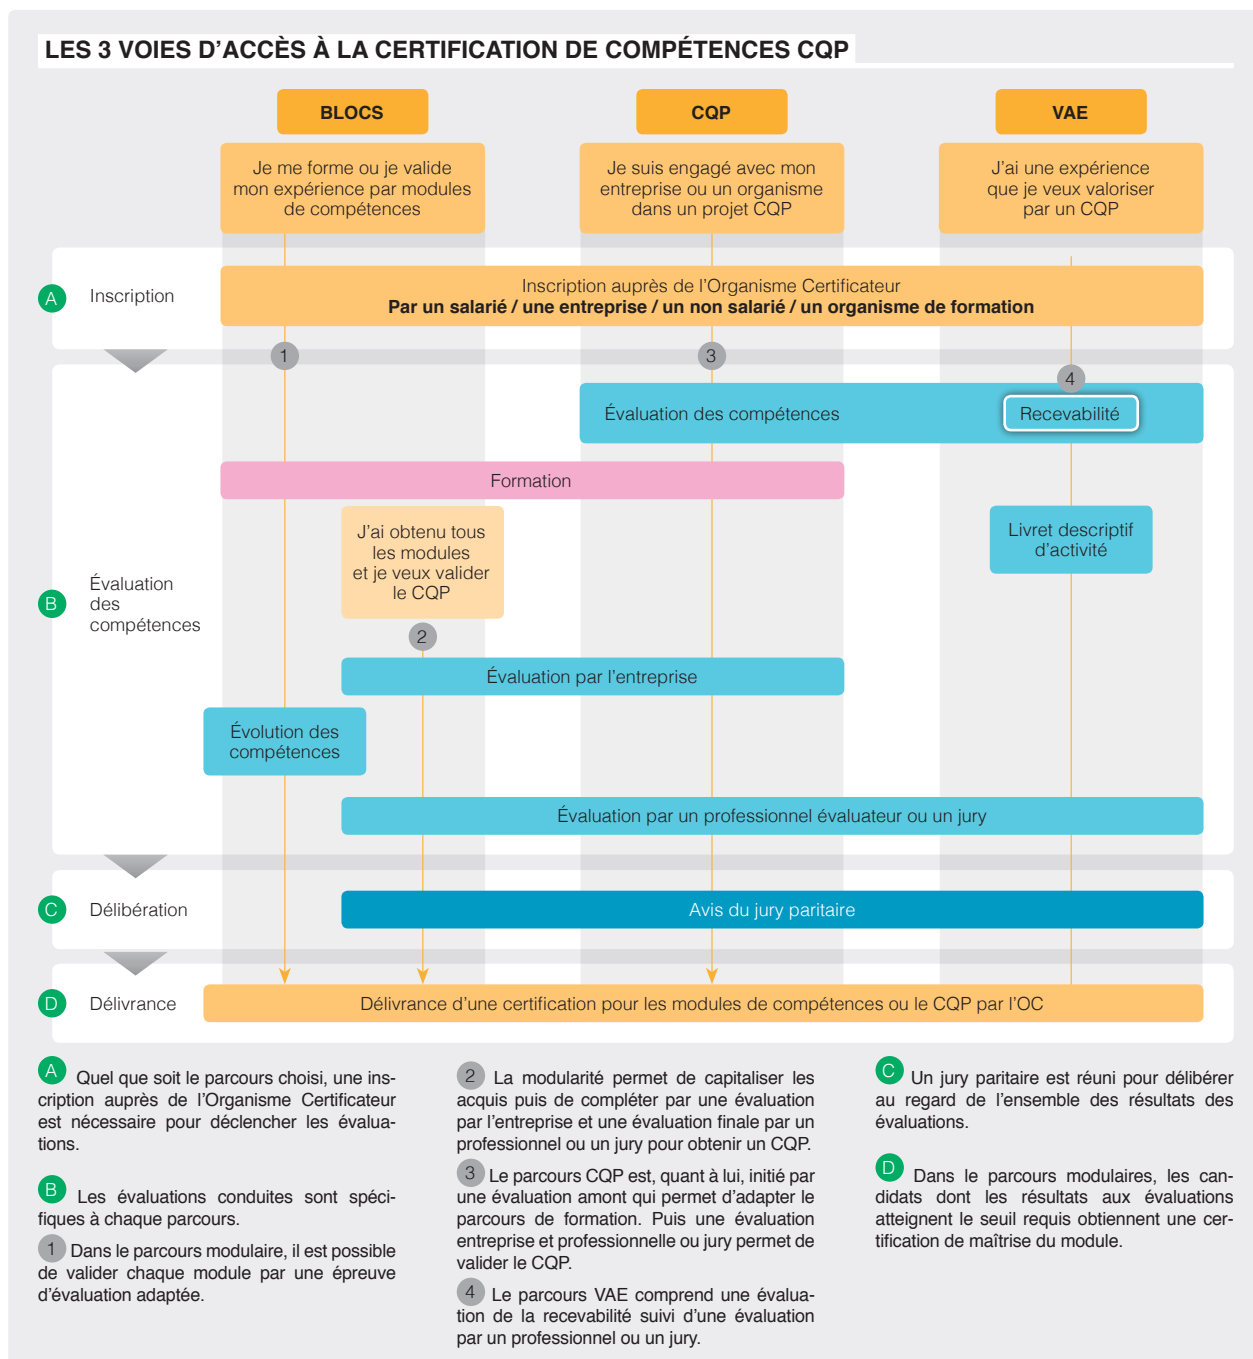 LES 3 VOIES D'ACCÈS À LA CERTIFICATION DE COMPÉTENCES CQP
BLOCS
CQP
VAE
Je me forme ou je valide
mon expérience par modules
de compétences
Je suis engagé avec mon
entreprise ou un organisme
dans un projet CQP
J'ai une expérience
que je veux valoriser
par un CQP
A
Inscription
Inscription auprès de l'Organisme Certificateur
Par un salarié / une entreprise / un non salarié / un organisme de formation
1
3
4
Évaluation des compétences
Recevabilité
Formation
J'ai obtenu tous
les modules
et je veux valider
le CQP
Livret descriptif
d'activité
B
Évaluation
des
compétences
2
Évaluation par l'entreprise
Évolution des
compétences
Évaluation par un professionnel évaluateur ou un jury
C
Délibération
Avis du jury paritaire
D
Délivrance
Délivrance d'une certification pour les modules de compétences ou le CQP par l'OC
A Quel que soit le parcours choisi, une ins-
cription auprès de l'Organisme Certificateur
est nécessaire pour déclencher les évalua-
tions.
B Les évaluations conduites sont spéci-
fiques à chaque parcours.
1 Dans le parcours modulaire, il est possible
de valider chaque module par une épreuve
d'évaluation adaptée.
2 La modularité permet de capitaliser les
acquis puis de compléter par une évaluation
par l'entreprise et une évaluation finale par un
professionnel ou un jury pour obtenir un CQP.
3 Le parcours CQP est, quant à lui, initié par
une évaluation amont qui permet d'adapter le
parcours de formation. Puis une évaluation
entreprise et professionnelle ou jury permet de
valider le CQP.
4 Le parcours VAE comprend une évalua-
tion de la recevabilité suivi d'une évaluation
par un professionnel ou un jury.
C Un jury paritaire est réuni pour délibérer
au regard de l'ensemble des résultats des
évaluations.
D Dans le parcours modulaires, les can-
didats dont les résultats aux évaluations
atteignent le seuil requis obtiennent une cer-
tification de maîtrise du module.